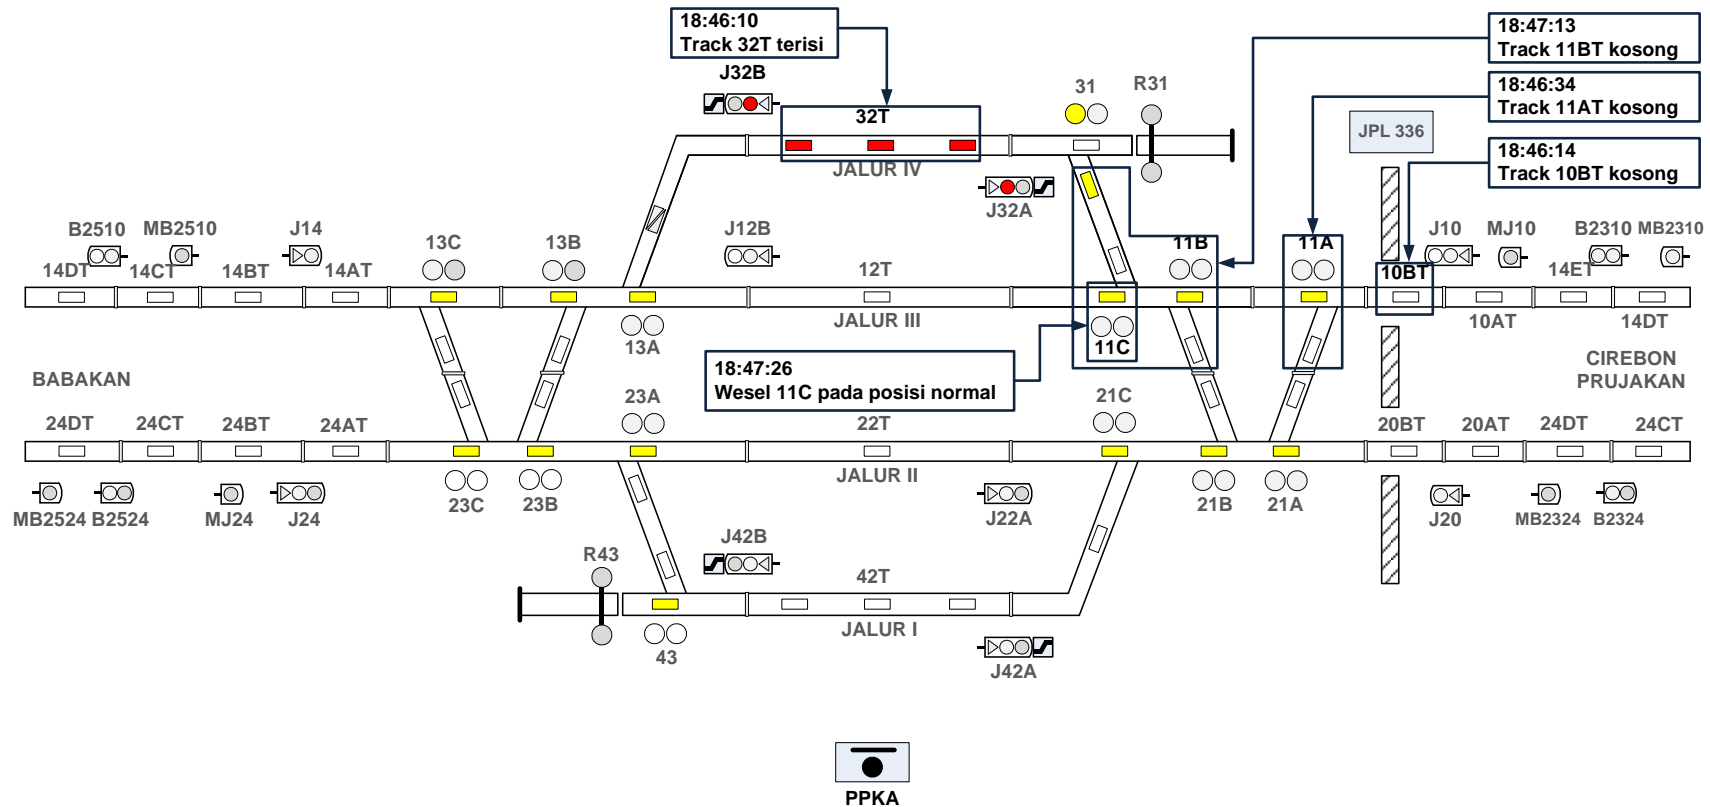 18:46:10
Track 32T terisi
18:47:13
Track 11BT kosong
18:46:34
Track 11AT kosong
18:46:14
Track 10BT kosong
J32B
31
R31
JPL 336
32T
JALUR IV
J32A
B2510
MB2510
J14
13C
13B
J12B
11B
11A
J10
MJ10
B2310
MB2310
14DT
14CT
14BT
14AT
12T
10BT
14ET
JALUR III
10AT
14DT
13A
11C
18:47:26
Wesel 11C pada posisi normal
BABAKAN
CIREBON
PRUJAKAN
23A
21C
24DT
24CT
24BT
24AT
22T
20BT
20AT
24DT
24CT
JALUR II
MB2524
B2524
MJ24
J24
23C
23B
J22A
21B
21A
J20
MB2324
B2324
R43
J42B
42T
JALUR I
43
J42A
PPKA